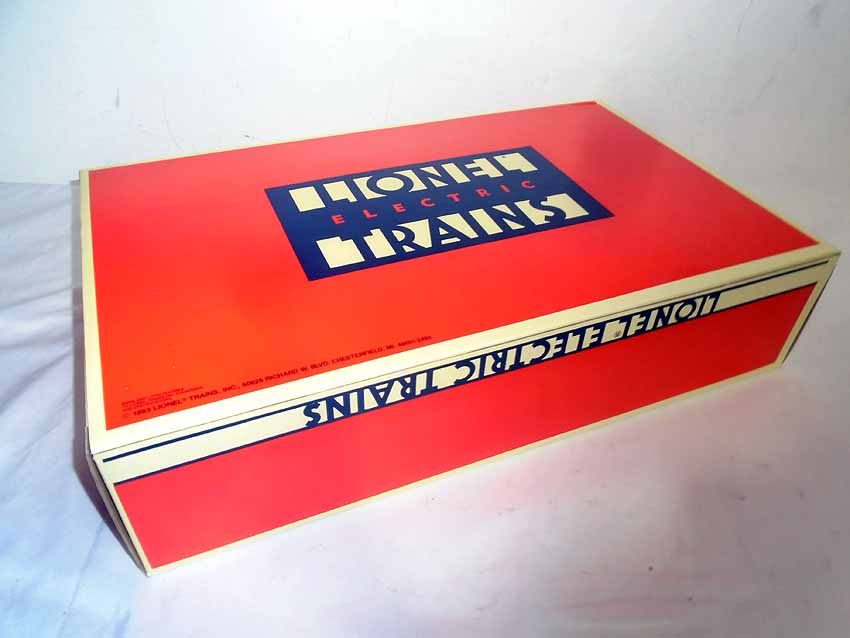 LIONEL
ELECTRIC
TRAINS
© 1993 LIONEL® TRAINS, INC., 50625 RICHARD W. BLVD. CHESTERFIELD, MI.
LIONEL® ELECTRIC TRAINS